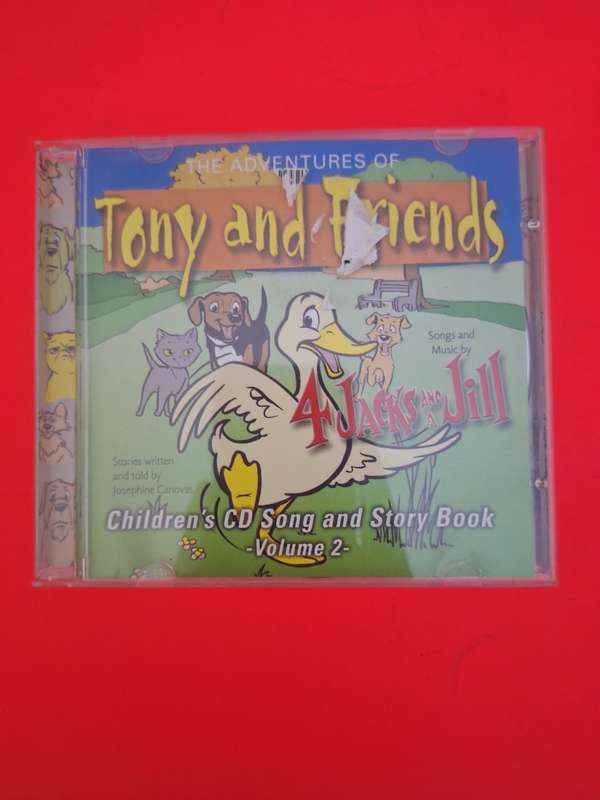 THE ADVENTURES OF
Tony and Friends
Songs and
Music by
4 Jacks and a Jill
Stories written
and told by
Josephine Canovas
Children's CD Song and Story Book
-Volume 2-